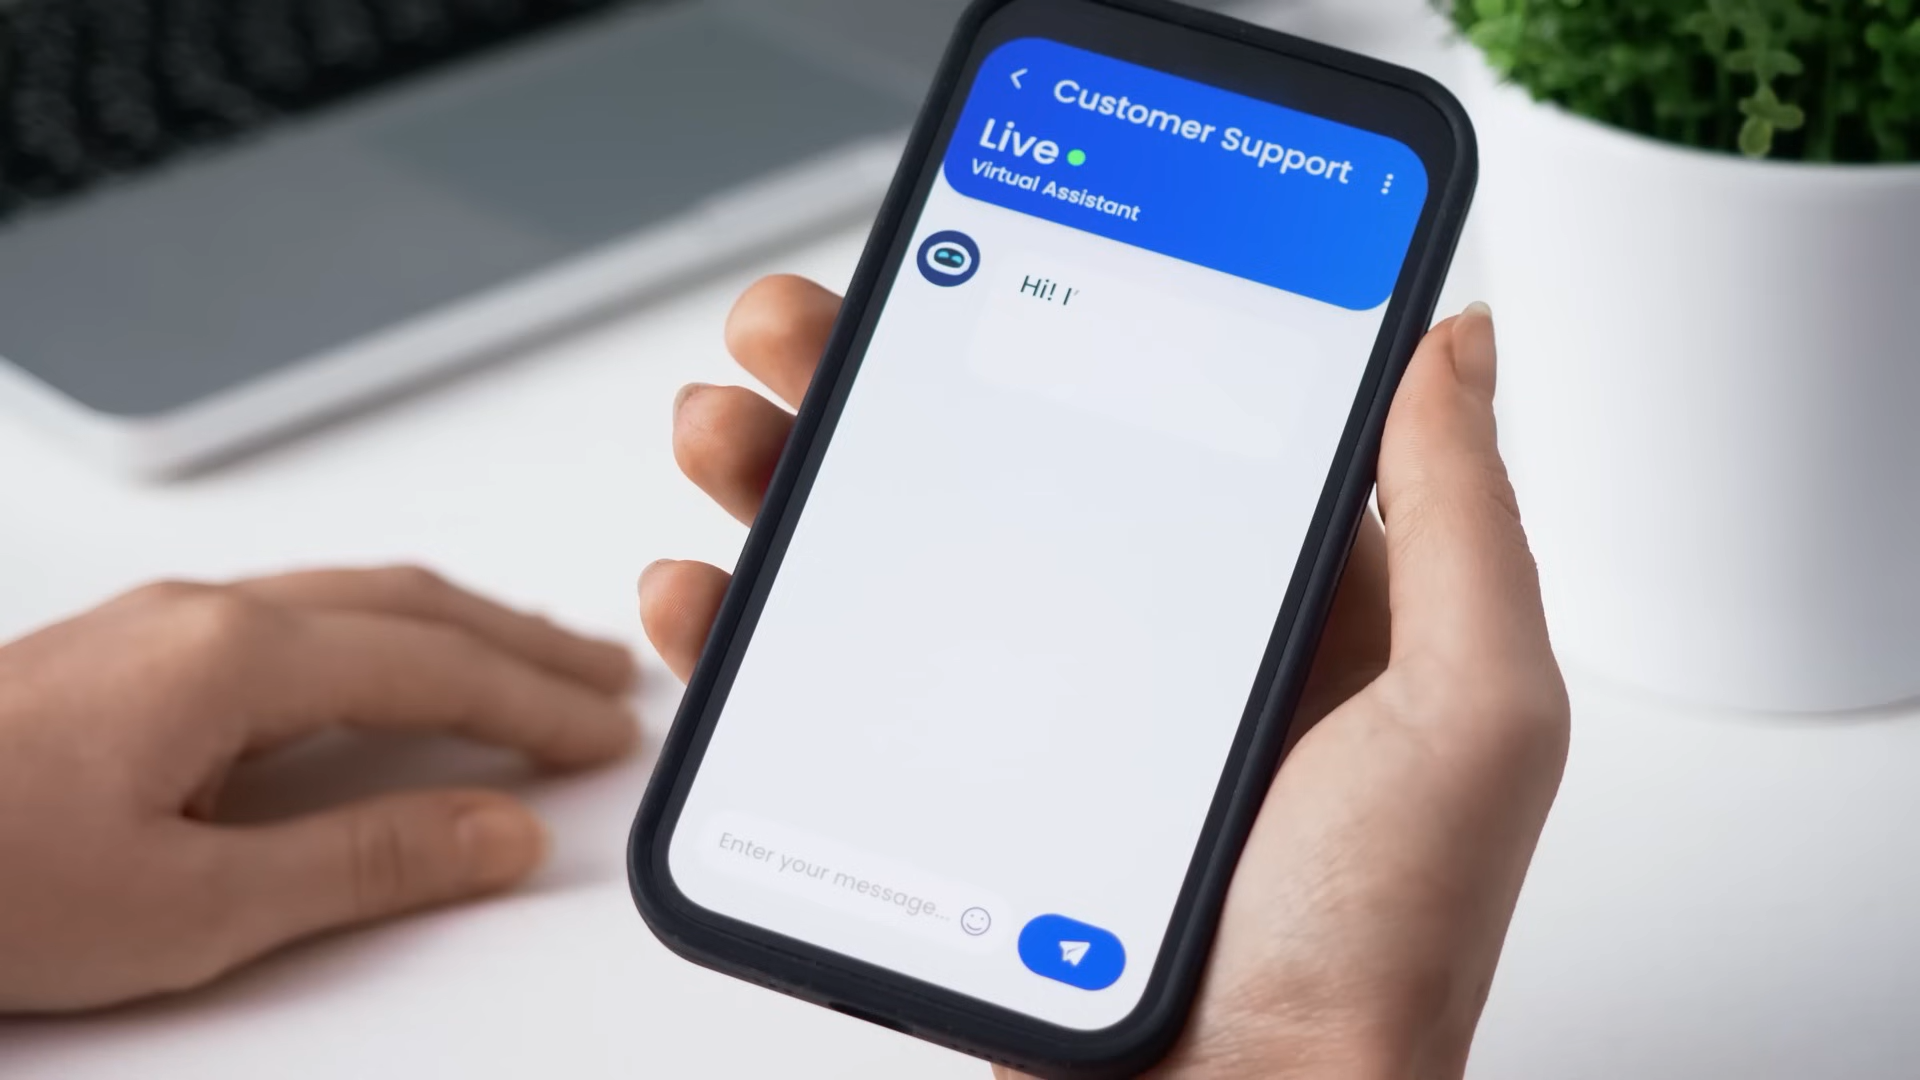 Customer Support
Live
Virtual Assistant
Hi! I'
Enter your message...